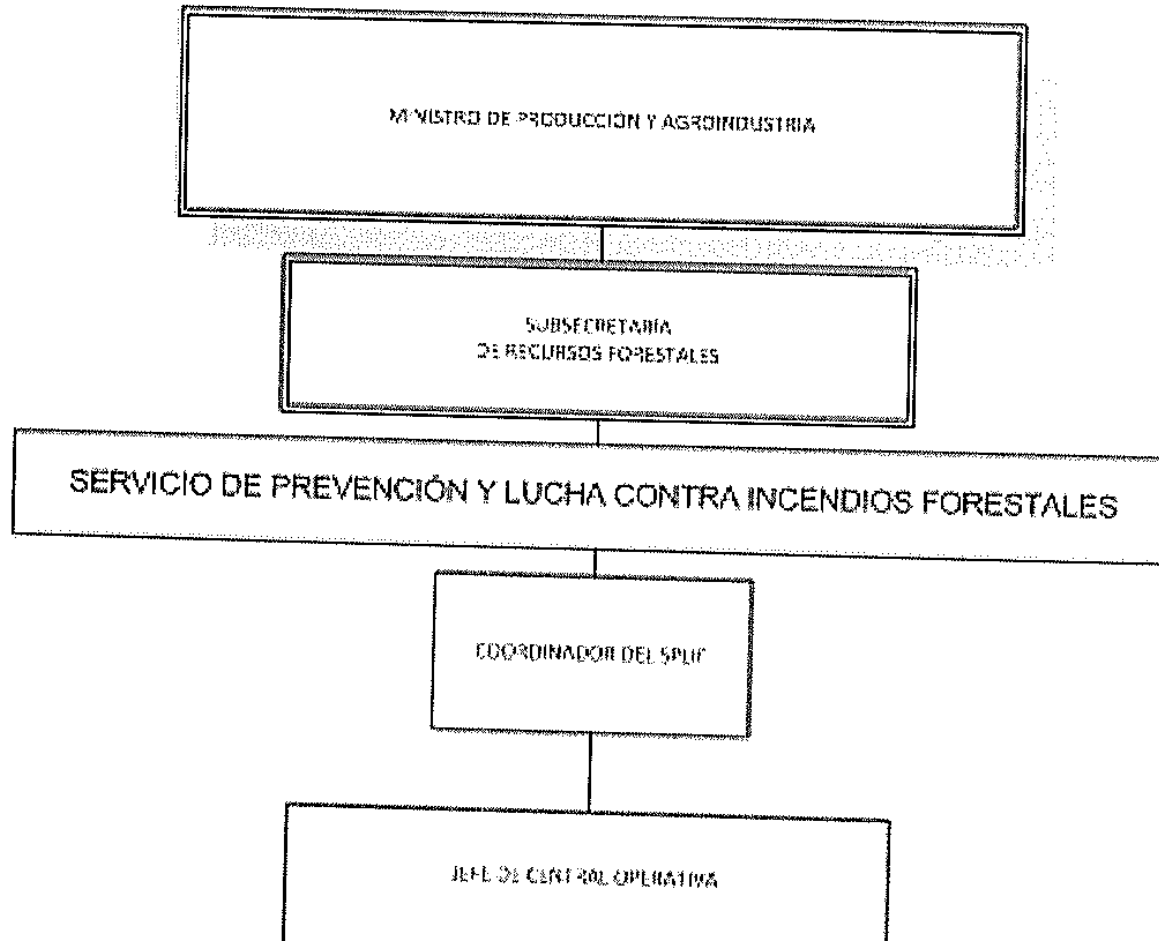 MINISTRO DE PRODUCCIÓN Y AGROINDUSTRIA
SUBSECRETARÍA
DE RECURSOS FORESTALES
SERVICIO DE PREVENCIÓN Y LUCHA CONTRA INCENDIOS FORESTALES
COORDINADOR DEL SPLIF
JEFE DE CENTRAL OPERATIVA